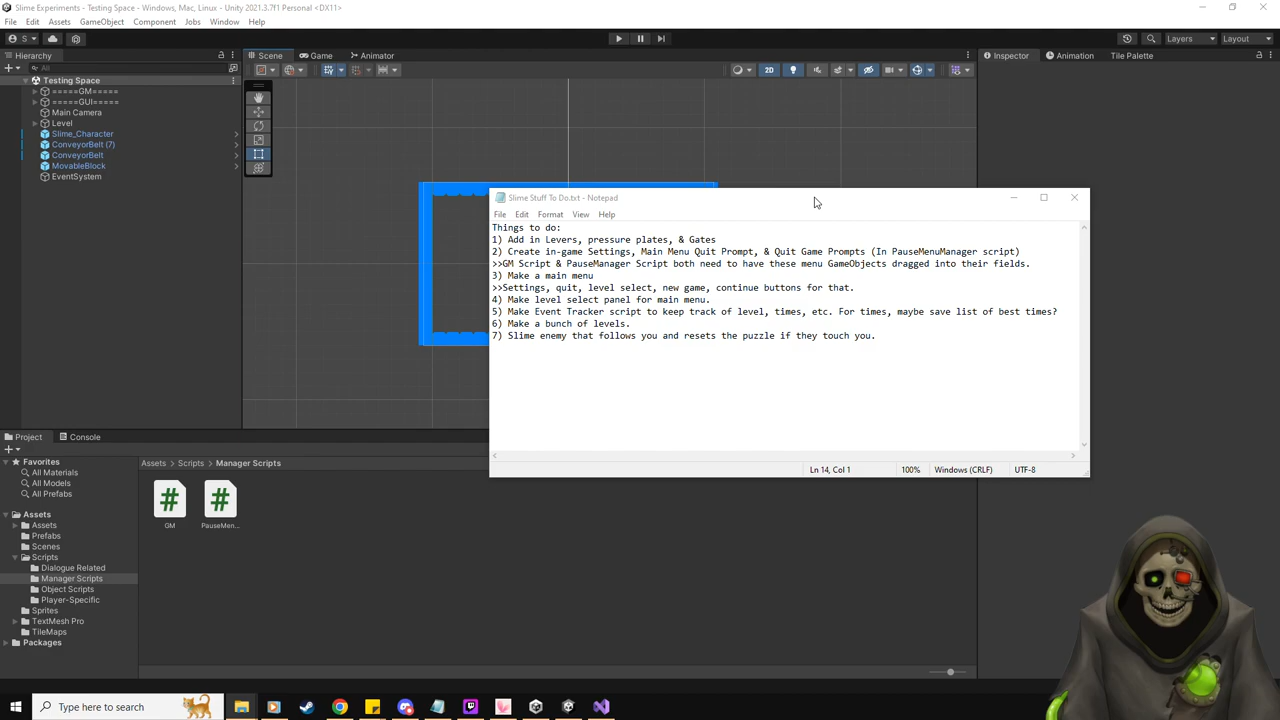 Slime Experiments - Testing Space - Windows, Mac, Linux - Unity 2021.3.7f1 Personal <DX11>
File Edit Assets GameObject Component Jobs Window Help
S
Layers
Layout
Hierarchy
Scene
Game
Animator
Inspector
Animation
Tile Palette
All
2D
Testing Space
=====GM=====
=====GUI=====
Main Camera
Level
Slime_Character
ConveyorBelt (7)
ConveyorBelt
MovableBlock
EventSystem
Slime Stuff To Do.txt - Notepad
File Edit Format View Help
Things to do:
1) Add in Levers, pressure plates, & Gates
2) Create in-game Settings, Main Menu Quit Prompt, & Quit Game Prompts (In PauseMenuManager script)
>>GM Script & PauseManager Script both need to have these menu GameObjects dragged into their fields.
3) Make a main menu
>>Settings, quit, level select, new game, continue buttons for that.
4) Make level select panel for main menu.
5) Make Event Tracker script to keep track of level, times, etc. For times, maybe save list of best times?
6) Make a bunch of levels.
7) Slime enemy that follows you and resets the puzzle if they touch you.
Ln 14, Col 1
100%
Windows (CRLF)
UTF-8
Project
Console
Favorites
All Materials
All Models
All Prefabs
Assets
Assets
Prefabs
Scenes
Scripts
Dialogue Related
Manager Scripts
Object Scripts
Player-Specific
Sprites
TextMesh Pro
TileMaps
Packages
Assets > Scripts > Manager Scripts
#
#
GM
PauseMen...
Type here to search